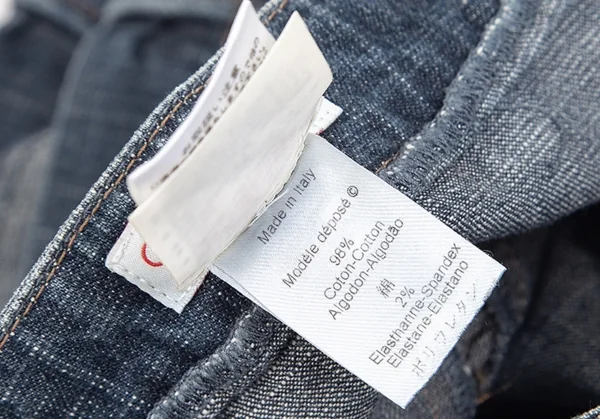 Made in Italy
Modéle déposé ©
98%
Coton-Cotton
Algodon-Algodão
綿
2%
Elasthanne-Spandex
Elastane-Elastano
ポリウレタン